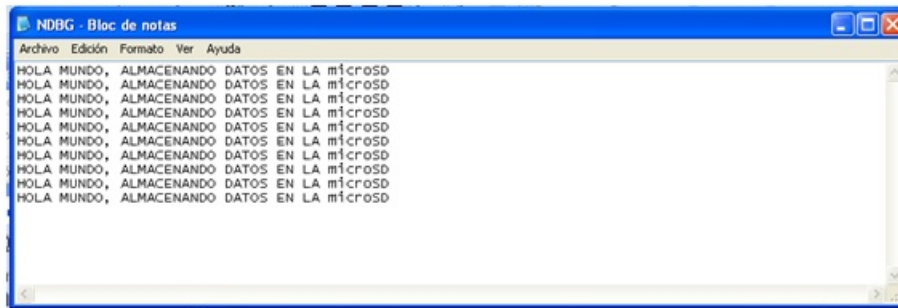 NDBG - Bloc de notas
Archivo Edición Formato Ver Ayuda
HOLA MUNDO, ALMACENANDO DATOS EN LA microSD
HOLA MUNDO, ALMACENANDO DATOS EN LA microSD
HOLA MUNDO, ALMACENANDO DATOS EN LA microSD
HOLA MUNDO, ALMACENANDO DATOS EN LA microSD
HOLA MUNDO, ALMACENANDO DATOS EN LA microSD
HOLA MUNDO, ALMACENANDO DATOS EN LA microSD
HOLA MUNDO, ALMACENANDO DATOS EN LA microSD
HOLA MUNDO, ALMACENANDO DATOS EN LA microSD
HOLA MUNDO, ALMACENANDO DATOS EN LA microSD
HOLA MUNDO, ALMACENANDO DATOS EN LA microSD